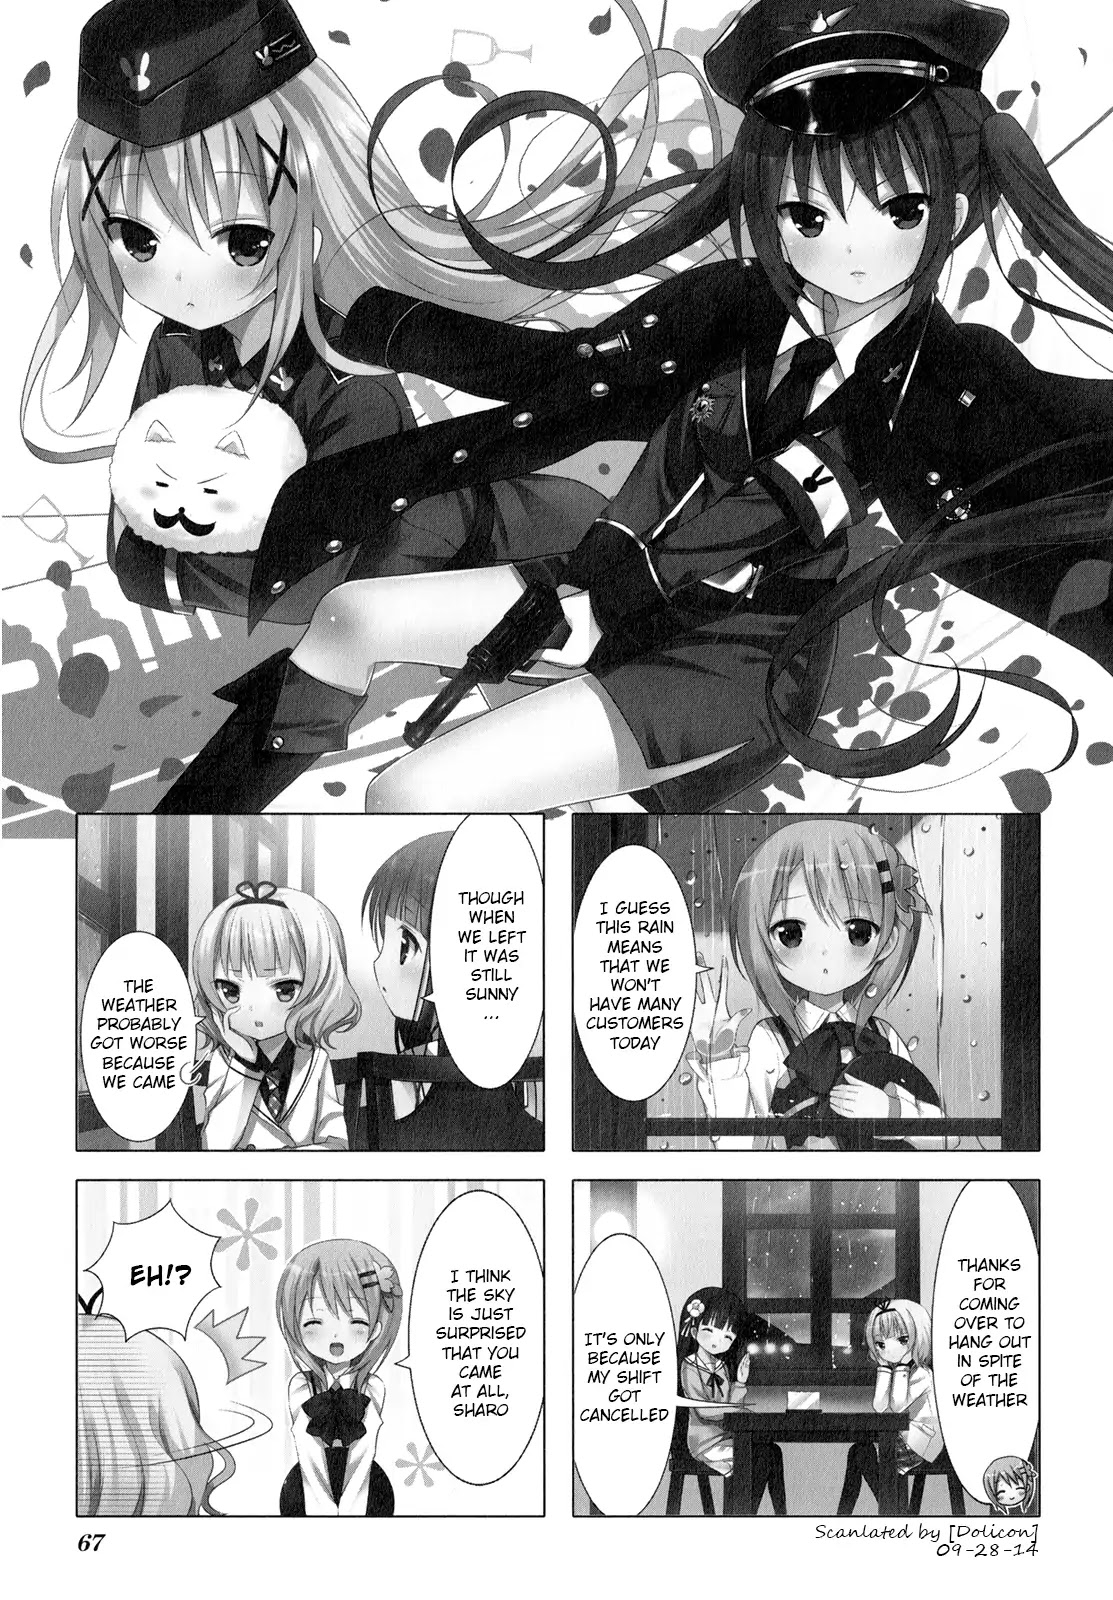 I GUESS
THIS RAIN
MEANS
THAT WE
WON'T
HAVE MANY
CUSTOMERS
TODAY
THANKS
FOR
COMING
OVER TO
HANG OUT
IN SPITE
OF THE
WEATHER
IT'S ONLY
BECAUSE
MY SHIFT
GOT
CANCELLED
THOUGH
WHEN
WE LEFT
IT WAS
STILL
SUNNY
...
THE
WEATHER
PROBABLY
GOT WORSE
BECAUSE
WE CAME
I THINK
THE SKY
IS JUST
SURPRISED
THAT YOU
CAME
AT ALL,
SHARO
EH!?
67
Scanlated by [Dolicon]
09-28-14